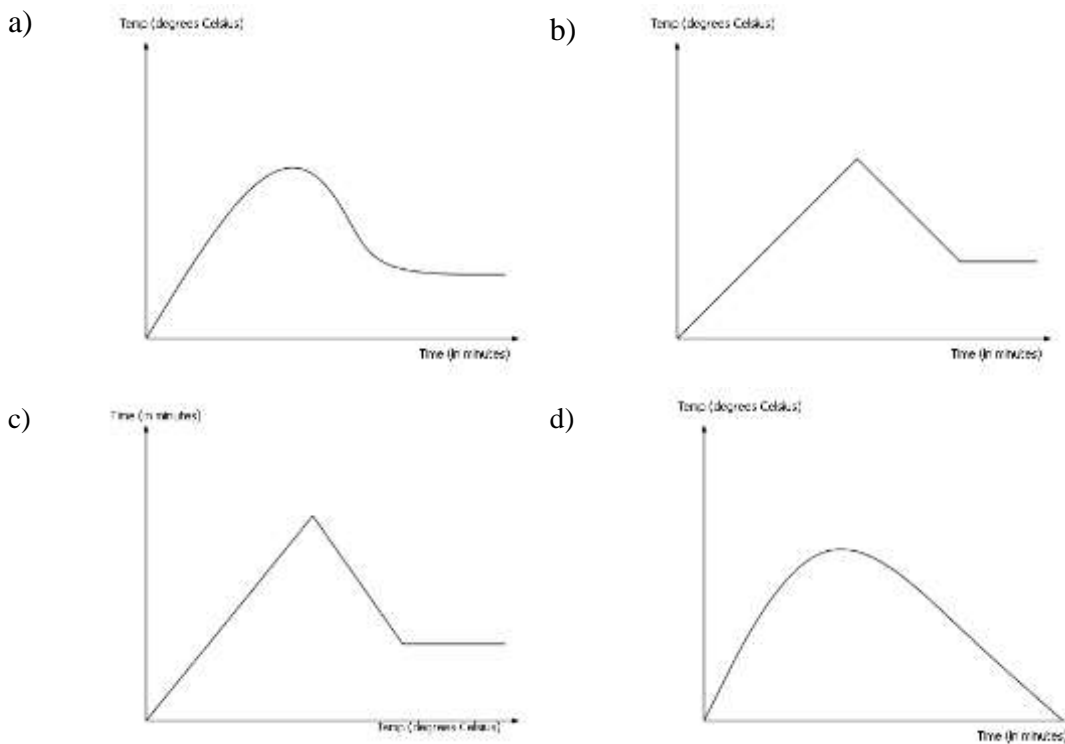 a)
Temp (degrees Celsius)
Time (in minutes)
b)
Temp (degrees Celsius)
Time (in minutes)
c)
Time (in minutes)
Temp (degrees Celsius)
d)
Temp (degrees Celsius)
Time (in minutes)